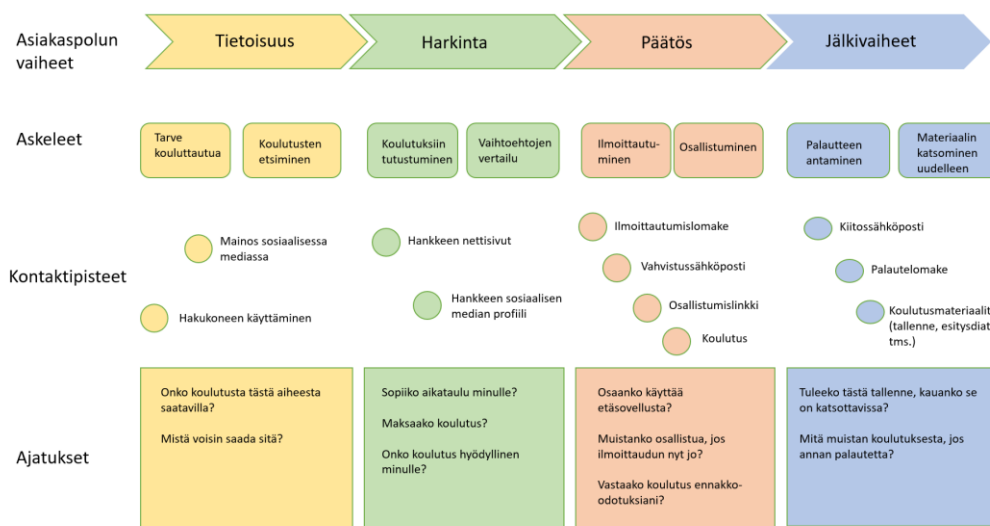 Asiakaspolun
vaiheet
Tietoisuus
Harkinta
Päätös
Jälkivaiheet
Askeleet
Tarve
kouluttautua
Koulutusten
etsiminen
Koulutuksiin
tutustuminen
Vaihtoehtojen
vertailu
Ilmoittautu-
minen
Osallistuminen
Palautteen
antaminen
Materiaalin
katsominen
uudelleen
Kontaktipisteet
Mainos sosiaalisessa
mediassa
Hakukoneen käyttäminen
Hankkeen nettisivut
Hankkeen sosiaalisen
median profiili
Ilmoittautumislomake
Vahvistussähköposti
Osallistumislinkki
Koulutus
Kiitossähköposti
Palautelomake
Koulutusmateriaalit
(tallenne, esitysdiat
tms.)
Ajatukset
Onko koulutusta tästä aiheesta
saatavilla?
Mistä voisin saada sitä?
Sopiiko aikataulu minulle?
Maksaako koulutus?
Onko koulutus hyödyllinen
minulle?
Osaanko käyttää
etäsovellusta?
Muistanko osallistua, jos
ilmoittaudun nyt jo?
Vastaako koulutus ennakko-
odotuksiani?
Tuleeko tästä tallenne, kauanko se
on katsottavissa?
Mitä muistan koulutuksesta, jos
annan palautetta?